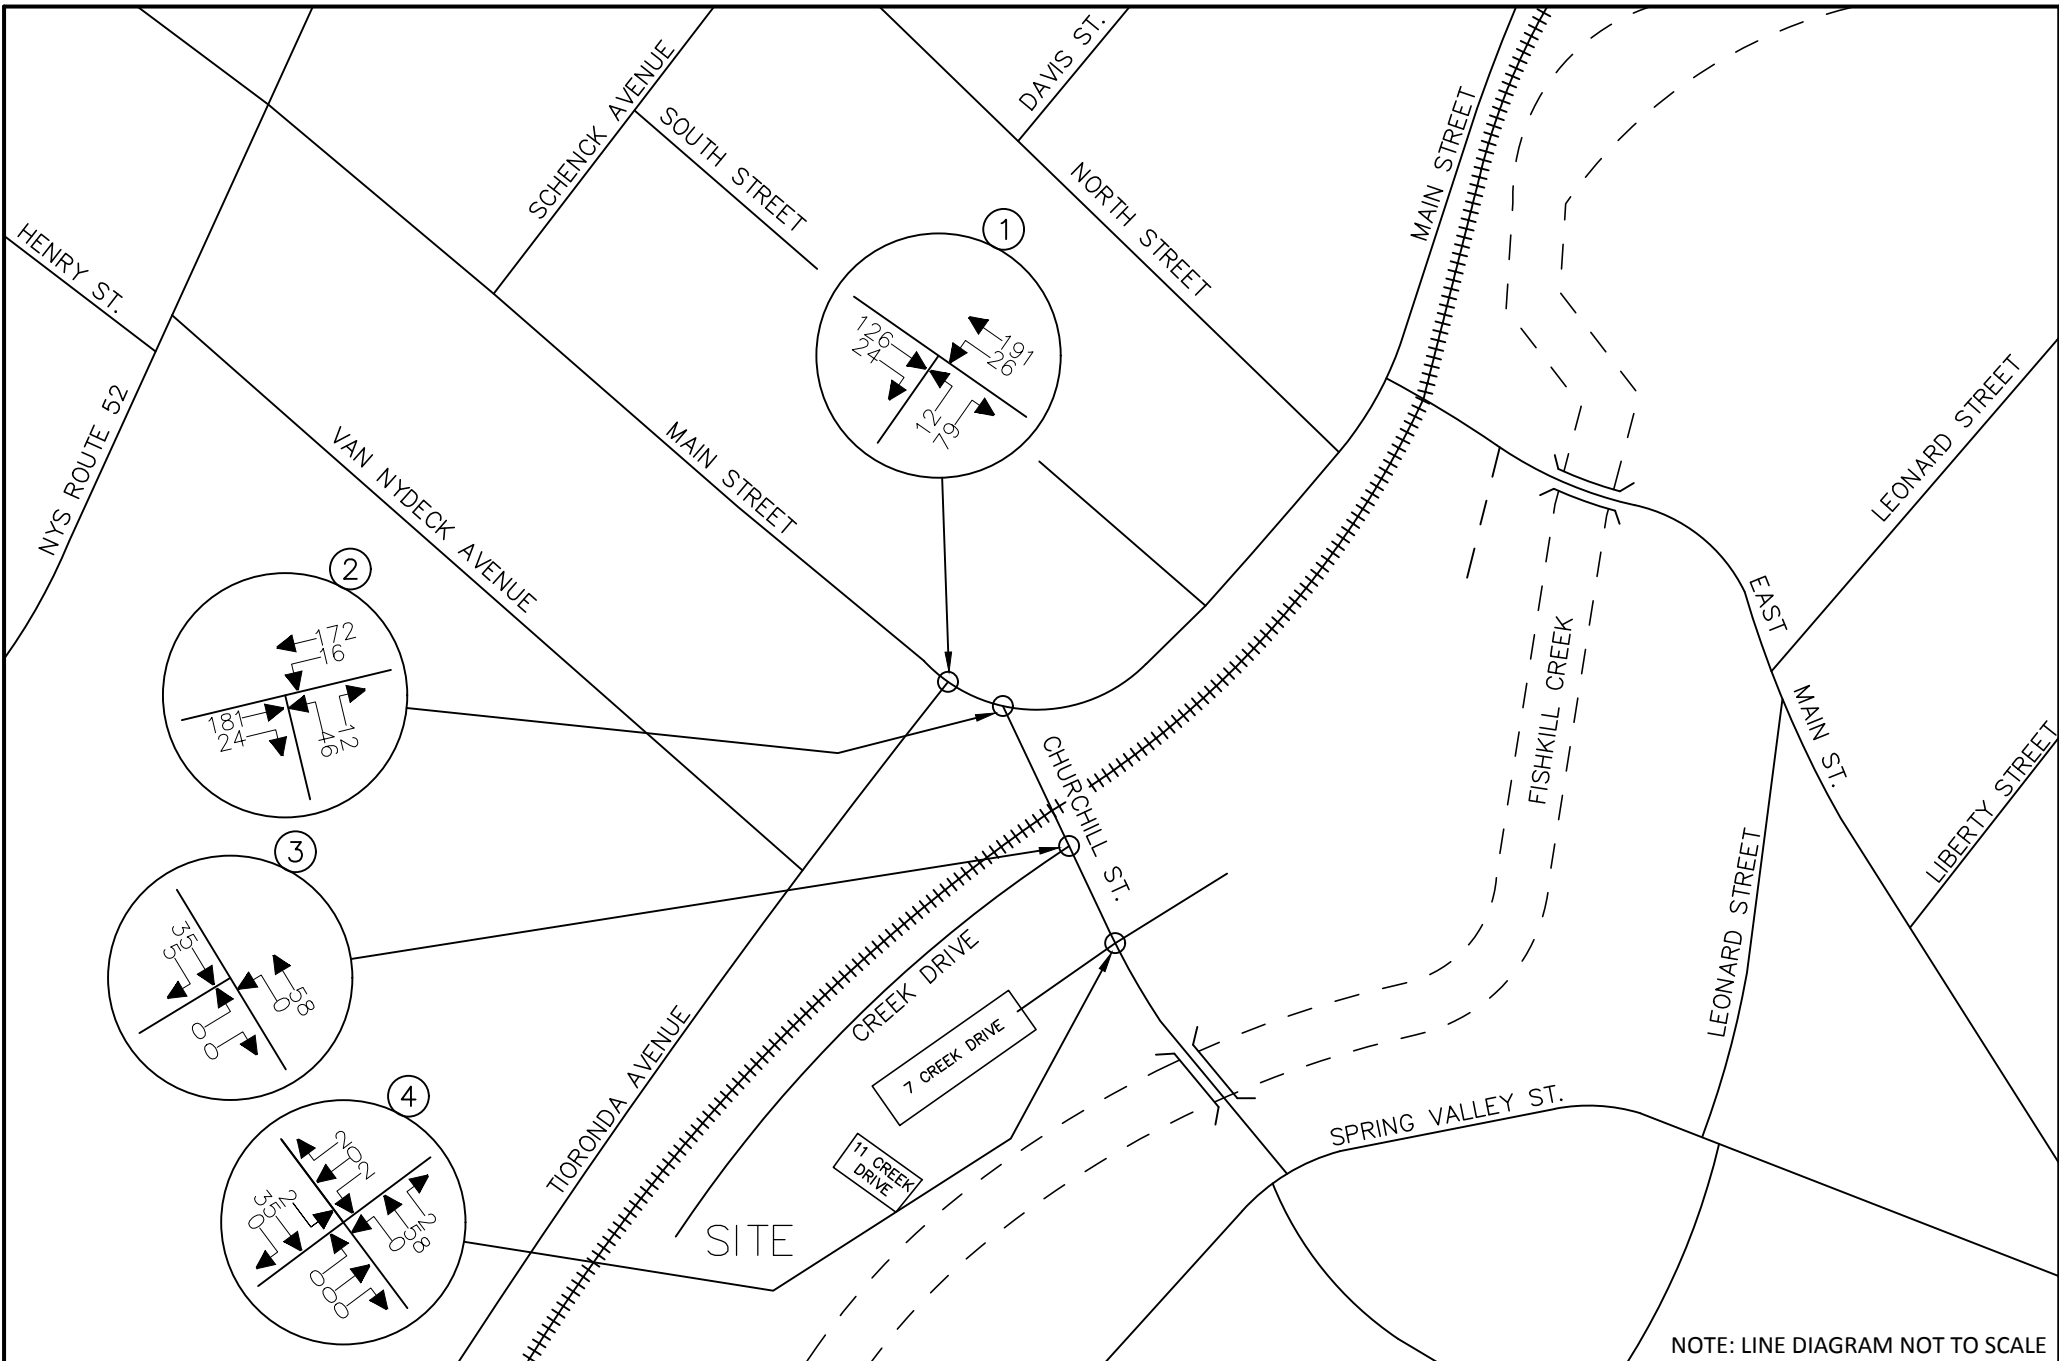 DAVIS ST.
SCHENCK AVENUE
SOUTH STREET
MAIN STREET
NORTH STREET
HENRY ST.
1
191
26
126
24
12
79
NYS ROUTE 52
VAN NYDECK AVENUE
MAIN STREET
LEONARD STREET
2
172
16
181
24
46
12
EAST
MAIN ST.
FISHKILL CREEK
LIBERTY STREET
CHURCHILL ST.
3
35
5
58
0
0
0
LEONARD STREET
CREEK DRIVE
7 CREEK DRIVE
TIORONDA AVENUE
4
2
0
2
2
35
0
2
58
0
0
0
0
11 CREEK
DRIVE
SPRING VALLEY ST.
SITE
NOTE: LINE DIAGRAM NOT TO SCALE